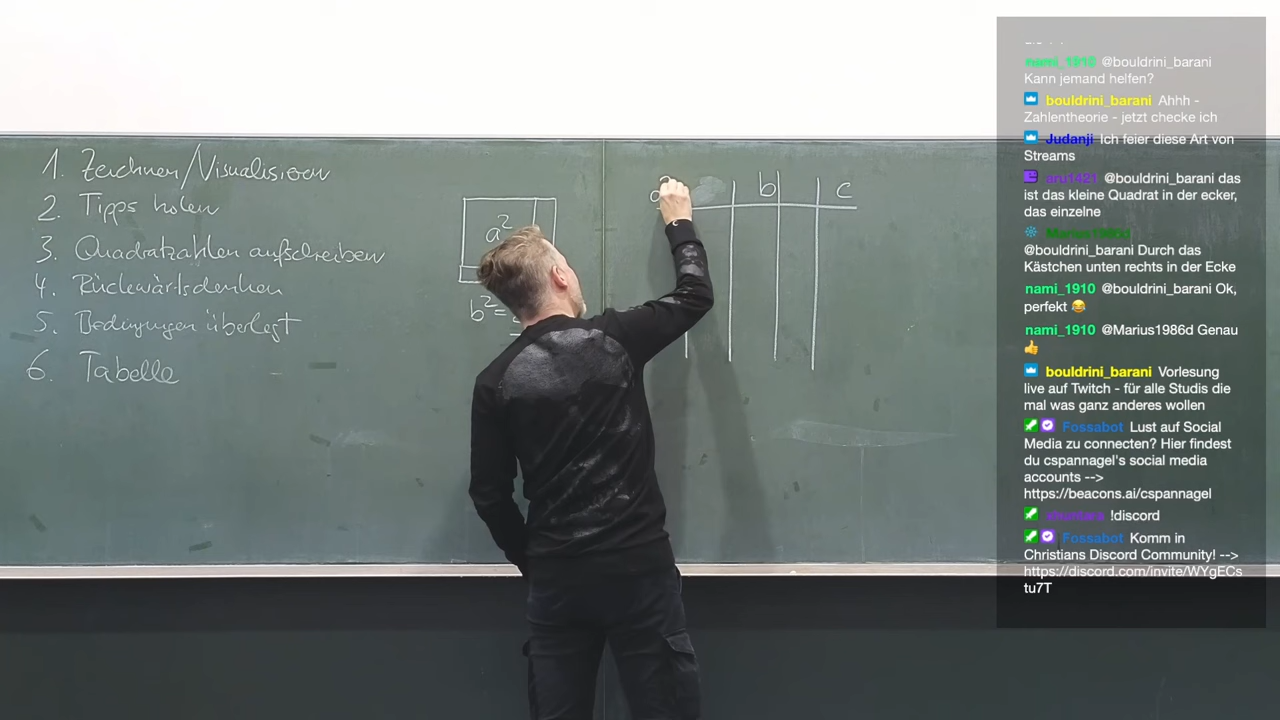 1. Zeichnen/Visualisieren
2. Tipps holen
3. Quadratzahlen aufschreiben
4. Rückwärtsdenken
5. Bedingungen überlegt
6. Tabelle
a²
b²=
b
c
nami_1910 @bouldrini_barani
Kann jemand helfen?
bouldrini_barani Ahhh -
Zahlentheorie - jetzt checke ich
Judanji Ich feier diese Art von
Streams
aru1421 @bouldrini_barani das
ist das kleine Quadrat in der ecker,
das einzelne
Marius1986d
@bouldrini_barani Durch das
Kästchen unten rechts in der Ecke
nami_1910 @bouldrini_barani Ok,
perfekt 😂
nami_1910 @Marius1986d Genau
👍
bouldrini_barani Vorlesung
live auf Twitch - für alle Studis die
mal was ganz anderes wollen
Fossabot Lust auf Social
Media zu connecten? Hier findest
du cspannagel's social media
accounts -->
https://beacons.ai/cspannagel
!discord
Fossabot Komm in
Christians Discord Community! -->
https://discord.com/invite/WYgECs
tu7T